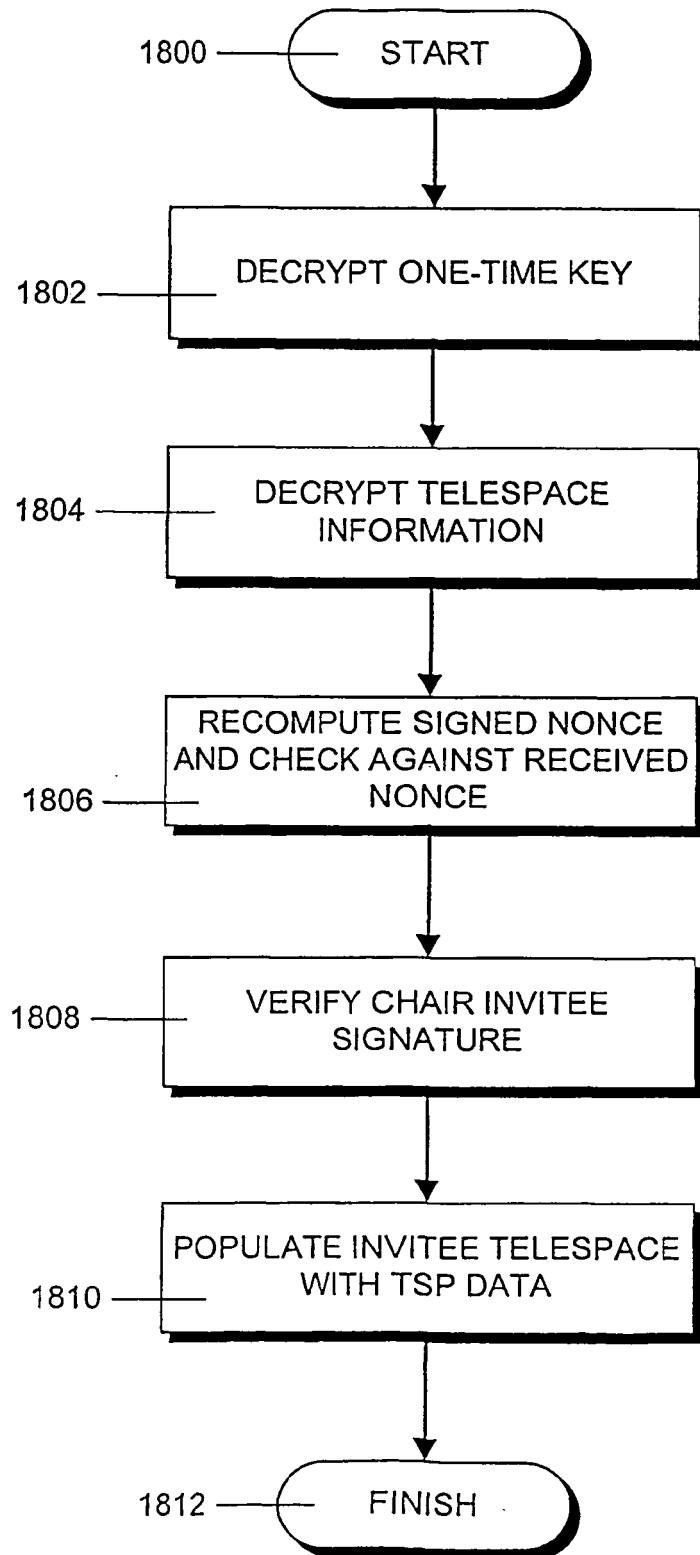 1800
START
1802
DECRYPT ONE-TIME KEY
1804
DECRYPT TELESPACE
INFORMATION
1806
RECOMPUTE SIGNED NONCE
AND CHECK AGAINST RECEIVED
NONCE
1808
VERIFY CHAIR INVITEE
SIGNATURE
1810
POPULATE INVITEE TELESPACE
WITH TSP DATA
1812
FINISH